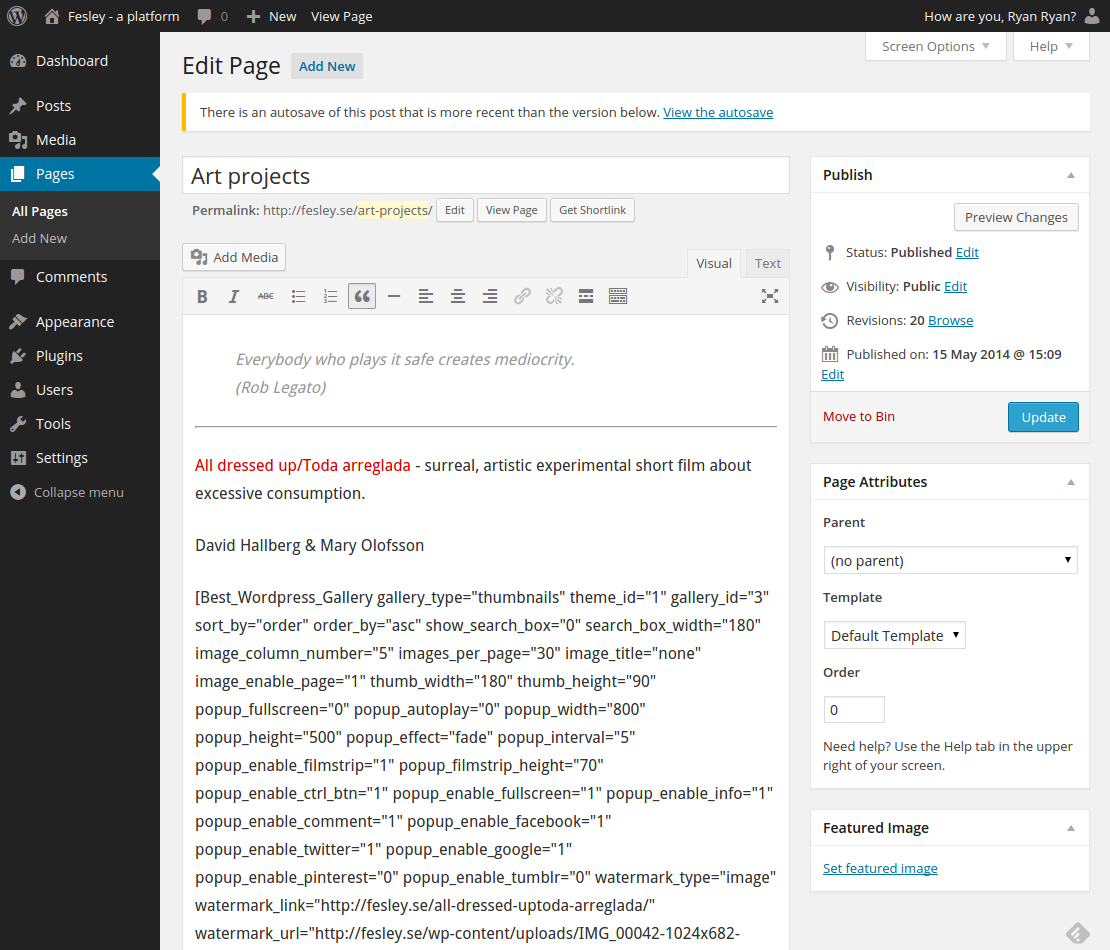 Fesley - a platform 0 New View Page How are you, Ryan Ryan?
Screen Options Help
Dashboard
Posts
Media
Pages
All Pages
Add New
Comments
Appearance
Plugins
Users
Tools
Settings
Collapse menu
Edit Page Add New
There is an autosave of this post that is more recent than the version below. View the autosave
Art projects
Permalink: http://fesley.se/art-projects/ Edit View Page Get Shortlink
Add Media Visual Text
B I ABC
Everybody who plays it safe creates mediocrity.
(Rob Legato)
All dressed up/Toda arreglada - surreal, artistic experimental short film about
excessive consumption.
David Hallberg & Mary Olofsson
[Best_Wordpress_Gallery gallery_type="thumbnails" theme_id="1" gallery_id="3"
sort_by="order" order_by="asc" show_search_box="0" search_box_width="180"
image_column_number="5" images_per_page="30" image_title="none"
image_enable_page="1" thumb_width="180" thumb_height="90"
popup_fullscreen="0" popup_autoplay="0" popup_width="800"
popup_height="500" popup_effect="fade" popup_interval="5"
popup_enable_filmstrip="1" popup_filmstrip_height="70"
popup_enable_ctrl_btn="1" popup_enable_fullscreen="1" popup_enable_info="1"
popup_enable_comment="1" popup_enable_facebook="1"
popup_enable_twitter="1" popup_enable_google="1"
popup_enable_pinterest="0" popup_enable_tumblr="0" watermark_type="image"
watermark_link="http://fesley.se/all-dressed-uptoda-arreglada/"
watermark_url="http://fesley.se/wp-content/uploads/IMG_00042-1024x682-
Publish
Preview Changes
Status: Published Edit
Visibility: Public Edit
Revisions: 20 Browse
Published on: 15 May 2014 @ 15:09
Edit
Move to Bin Update
Page Attributes
Parent
(no parent)
Template
Default Template
Order
0
Need help? Use the Help tab in the upper
right of your screen.
Featured Image
Set featured image